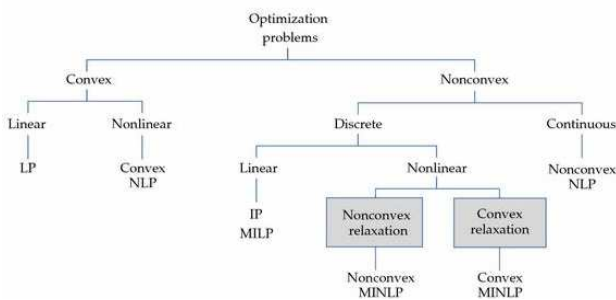 Optimization
problems
Convex
Nonconvex
Linear
Nonlinear
Discrete
Continuous
LP
Convex
NLP
Linear
Nonlinear
Nonconvex
NLP
IP
MILP
Nonconvex
relaxation
Convex
relaxation
Nonconvex
MINLP
Convex
MINLP